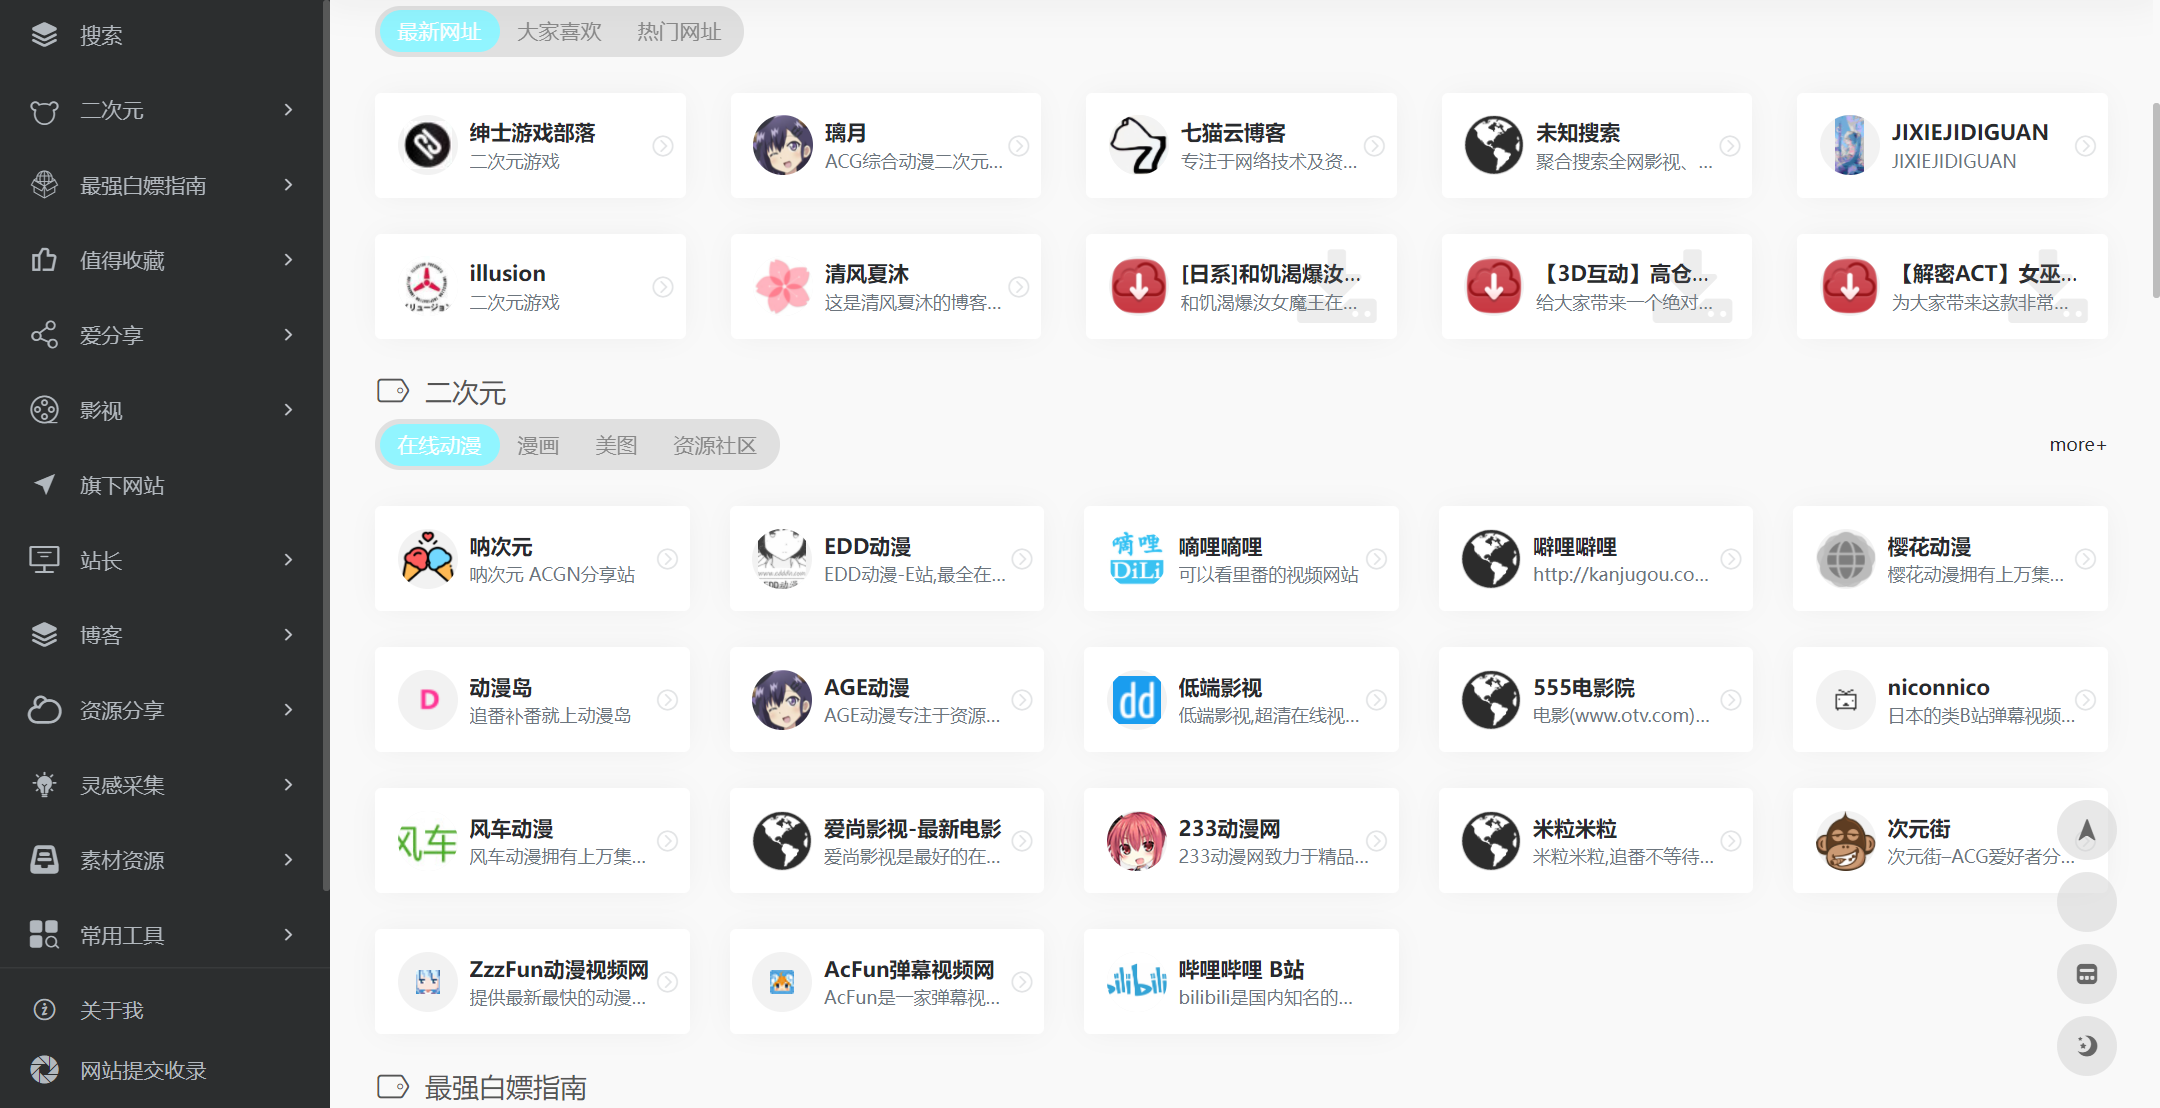 搜索
二次元
最强白嫖指南
值得收藏
爱分享
影视
旗下网站
站长
博客
资源分享
灵感采集
素材资源
常用工具
关于我
网站提交收录
最新网址 大家喜欢 热门网址
绅士游戏部落
二次元游戏
璃月
ACG综合动漫二次元...
七猫云博客
专注于网络技术及资...
未知搜索
聚合搜索全网影视、...
JIXIEJIDIGUAN
JIXIEJIDIGUAN
illusion
二次元游戏
清风夏沐
这是清风夏沐的博客...
[日系]和饥渴爆汝...
和饥渴爆汝女魔王在...
【3D互动】高仓...
给大家带来一个绝对...
【解密ACT】女巫...
为大家带来这款非常...
二次元
在线动漫 漫画 美图 资源社区
more+
呐次元
呐次元 ACGN分享站
EDD动漫
EDD动漫-E站,最全在...
嘀哩
DiLi
嘀哩嘀哩
可以看里番的视频网站
噼哩噼哩
http://kanjugou.co...
樱花动漫
樱花动漫拥有上万集...
D
动漫岛
追番补番就上动漫岛
AGE动漫
AGE动漫专注于资源...
dd
低端影视
低端影视,超清在线视...
555电影院
电影(www.otv.com)...
niconnico
日本的类B站弹幕视频...
风车
风车动漫
风车动漫拥有上万集...
爱尚影视-最新电影
爱尚影视是最好的在...
233动漫网
233动漫网致力于精品...
米粒米粒
米粒米粒,追番不等待...
次元街
次元街–ACG爱好者分...
ZzzFun动漫视频网
提供最新最快的动漫...
AcFun弹幕视频网
AcFun是一家弹幕视...
bilibili
哔哩哔哩 B站
bilibili是国内知名的...
最强白嫖指南